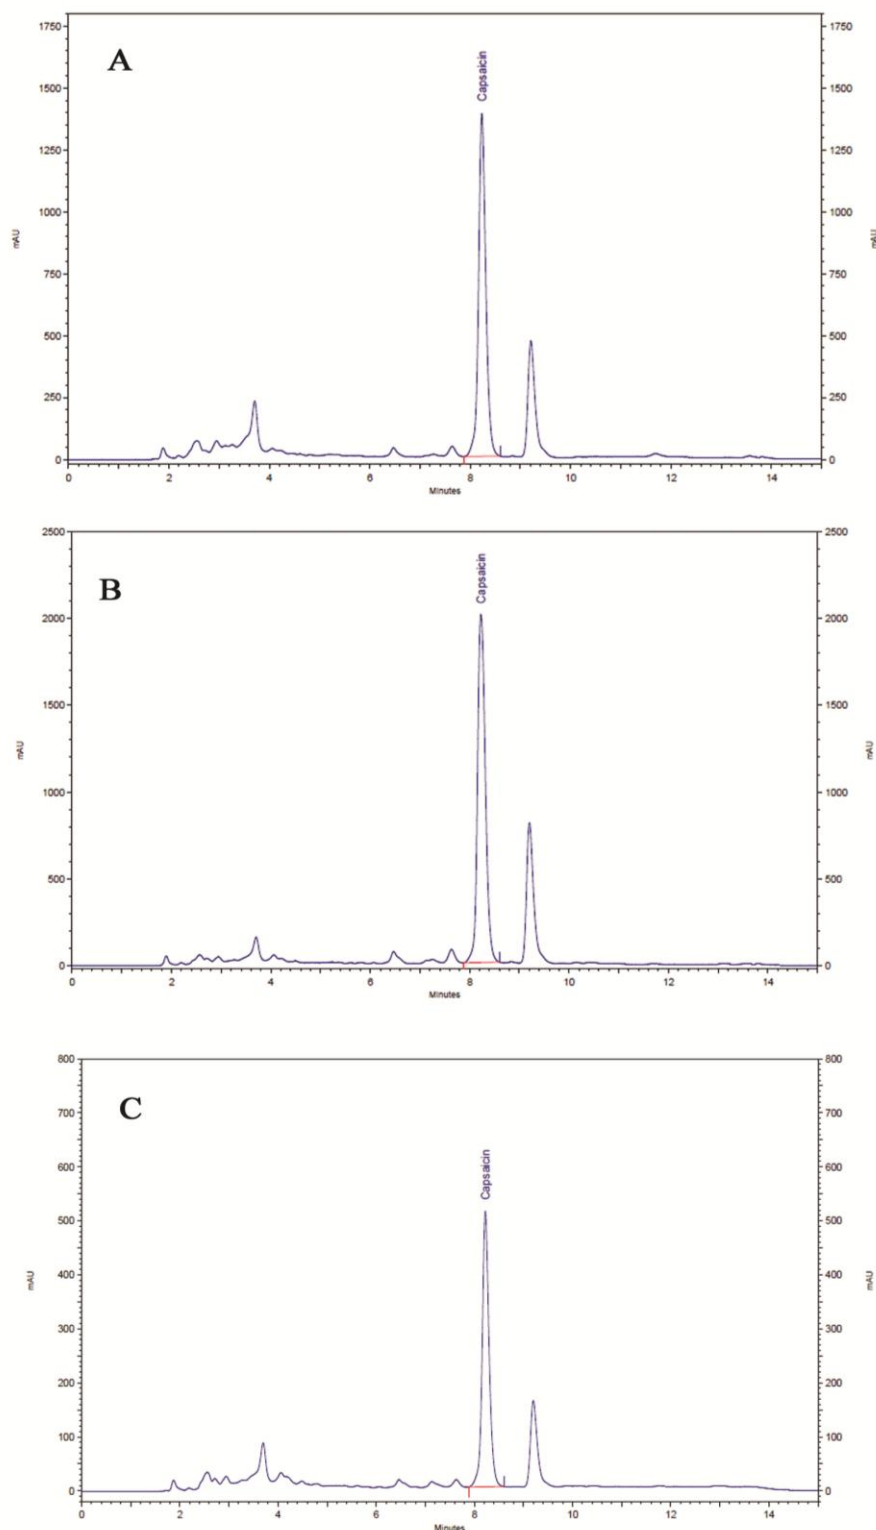 A
Capsaicin
1750 1750
1500 1500
1250 1250
1000 1000
mAU mAU
750 750
500 500
250 250
0 0
0 2 4 6 8 10 12 14
Minutes
B
Capsaicin
2500 2500
2000 2000
1500 1500
mAU mAU
1000 1000
500 500
0 0
0 2 4 6 8 10 12 14
Minutes
C
Capsaicin
800 800
700 700
600 600
500 500
400 400
mAU mAU
300 300
200 200
100 100
0 0
0 2 4 6 8 10 12 14
Minutes